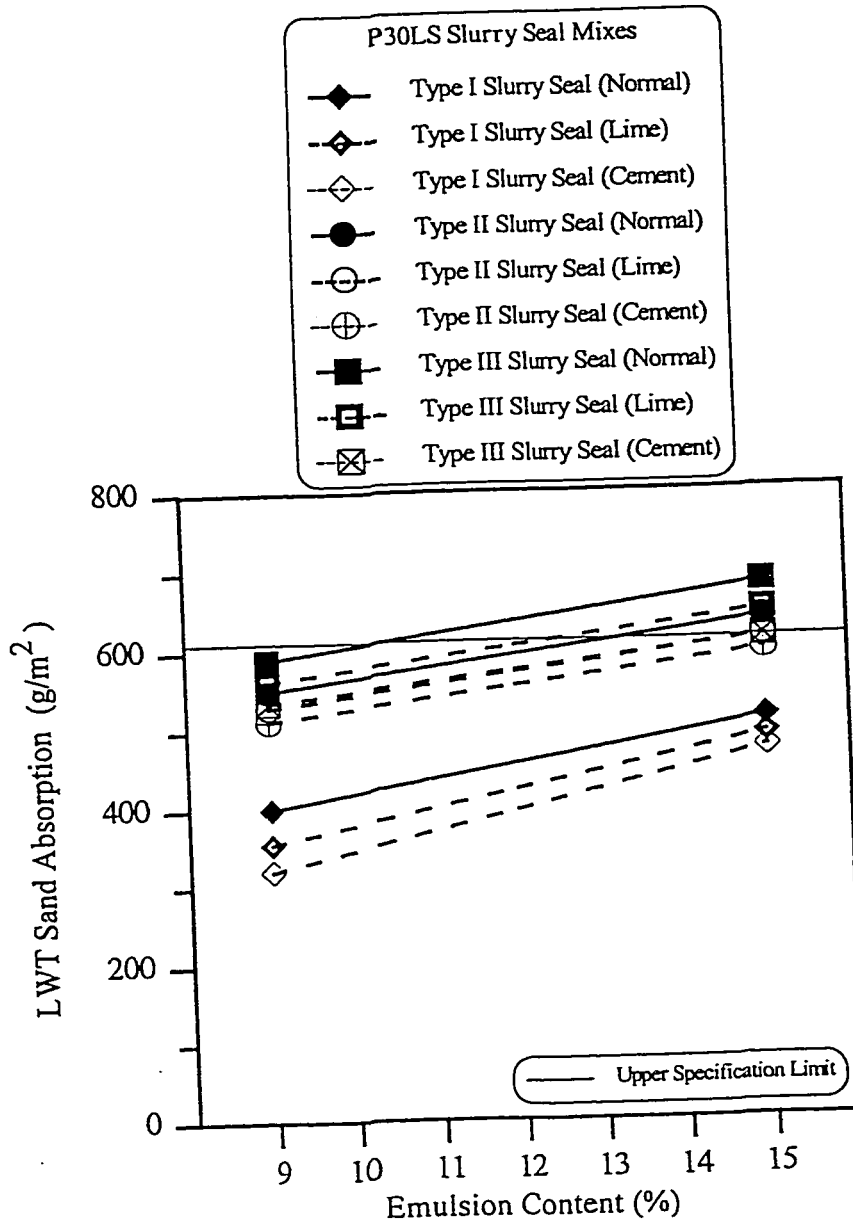 P30LS Slurry Seal Mixes
Type I Slurry Seal (Normal)
Type I Slurry Seal (Lime)
Type I Slurry Seal (Cement)
Type II Slurry Seal (Normal)
Type II Slurry Seal (Lime)
Type II Slurry Seal (Cement)
Type III Slurry Seal (Normal)
Type III Slurry Seal (Lime)
Type III Slurry Seal (Cement)
800
600
400
200
0
LWT Sand Absorption (g/m²)
Upper Specification Limit
9 10 11 12 13 14 15
Emulsion Content (%)